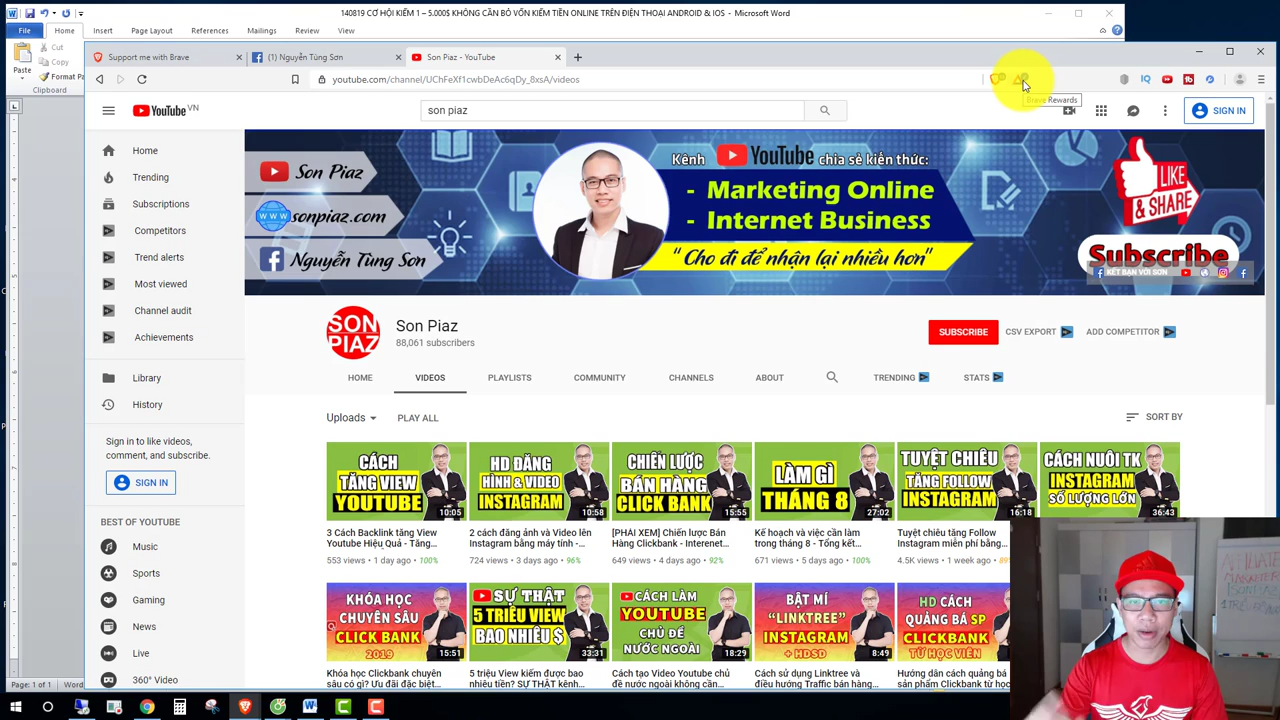 140819 CƠ HỘI KIẾM 1 – 5.000$ KHÔNG CẦN BỎ VỐN KIẾM TIỀN ONLINE TRÊN ĐIỆN THOẠI ANDROID & IOS - Microsoft Word
File Home Insert Page Layout References Mailings Review View
Cut
Copy
Format Pa
Paste
Clipboard
Support me with Brave
(1) Nguyễn Tùng Sơn
Son Piaz - YouTube
youtube.com/channel/UChFeXf1cwbDeAc6qDy_8xsA/videos
Brave Rewards
YouTube VN
son piaz
SIGN IN
Home
Trending
Subscriptions
Competitors
Trend alerts
Most viewed
Channel audit
Achievements
Library
History
Sign in to like videos,
comment, and subscribe.
SIGN IN
BEST OF YOUTUBE
Music
Sports
Gaming
News
Live
360° Video
Son Piaz
WWW sonpiaz.com
Nguyễn Tùng Sơn
Kênh YouTube chia sẻ kiến thức:
- Marketing Online
- Internet Business
“Cho đi để nhận lại nhiều hơn”
LIKE
& SHARE
Subscribe
KẾT BẠN VỚI SƠN
SON
PIAZ
Son Piaz
88,061 subscribers
SUBSCRIBE CSV EXPORT ADD COMPETITOR
HOME VIDEOS PLAYLISTS COMMUNITY CHANNELS ABOUT TRENDING STATS
Uploads PLAY ALL SORT BY
CÁCH
TĂNG VIEW
YOUTUBE
10:05
3 Cách Backlink tăng View
Youtube Hiệu Quả - Tăng...
553 views • 1 day ago • 100%
HD ĐĂNG
HÌNH & VIDEO
INSTAGRAM
10:58
2 cách đăng ảnh và Video lên
Instagram bằng máy tính -...
724 views • 3 days ago • 96%
CHIẾN LƯỢC
BÁN HÀNG
CLICK BANK
15:55
[PHẢI XEM] Chiến lược Bán
Hàng Clickbank - Interenet...
649 views • 4 days ago • 92%
LÀM GÌ
THÁNG 8
27:02
Kế hoạch và việc cần làm
trong tháng 8 - Tổng kết...
671 views • 5 days ago • 100%
TUYỆT CHIÊU
TĂNG FOLLOW
INSTAGRAM
16:18
Tuyệt chiêu tăng Follow
Instagram miễn phí bằng...
4.5K views • 1 week ago • 89
CÁCH NUÔI TK
INSTAGRAM
SỐ LƯỢNG LỚN
36:43
KHÓA HỌC
CHUYÊN SÂU
CLICK BANK
2019
15:51
Khóa học Clickbank chuyên
sâu! Ưu đãi đặc biệt...
SỰ THẬT
5 TRIỆU VIEW
BAO NHIÊU $
33:31
5 triệu View kiếm được bao
nhiêu tiền? SỰ THẬT kênh...
CÁCH LÀM
YOUTUBE
CHỦ ĐỀ
NƯỚC NGOÀI
18:29
Cách tạo Video Youtube chủ
đề nước ngoài không cần...
BẬT MÍ
“LINKTREE”
INSTAGRAM
+ HDSD
8:49
Cách sử dụng Linktree và
điều hướng Traffic bán hàng...
HD CÁCH
QUẢNG BÁ SP
CLICKBANK
TỪ HỌC VIÊN
Hướng dẫn cách quảng bá
sản phẩm Clickbank từ học
Page: 1 of 1